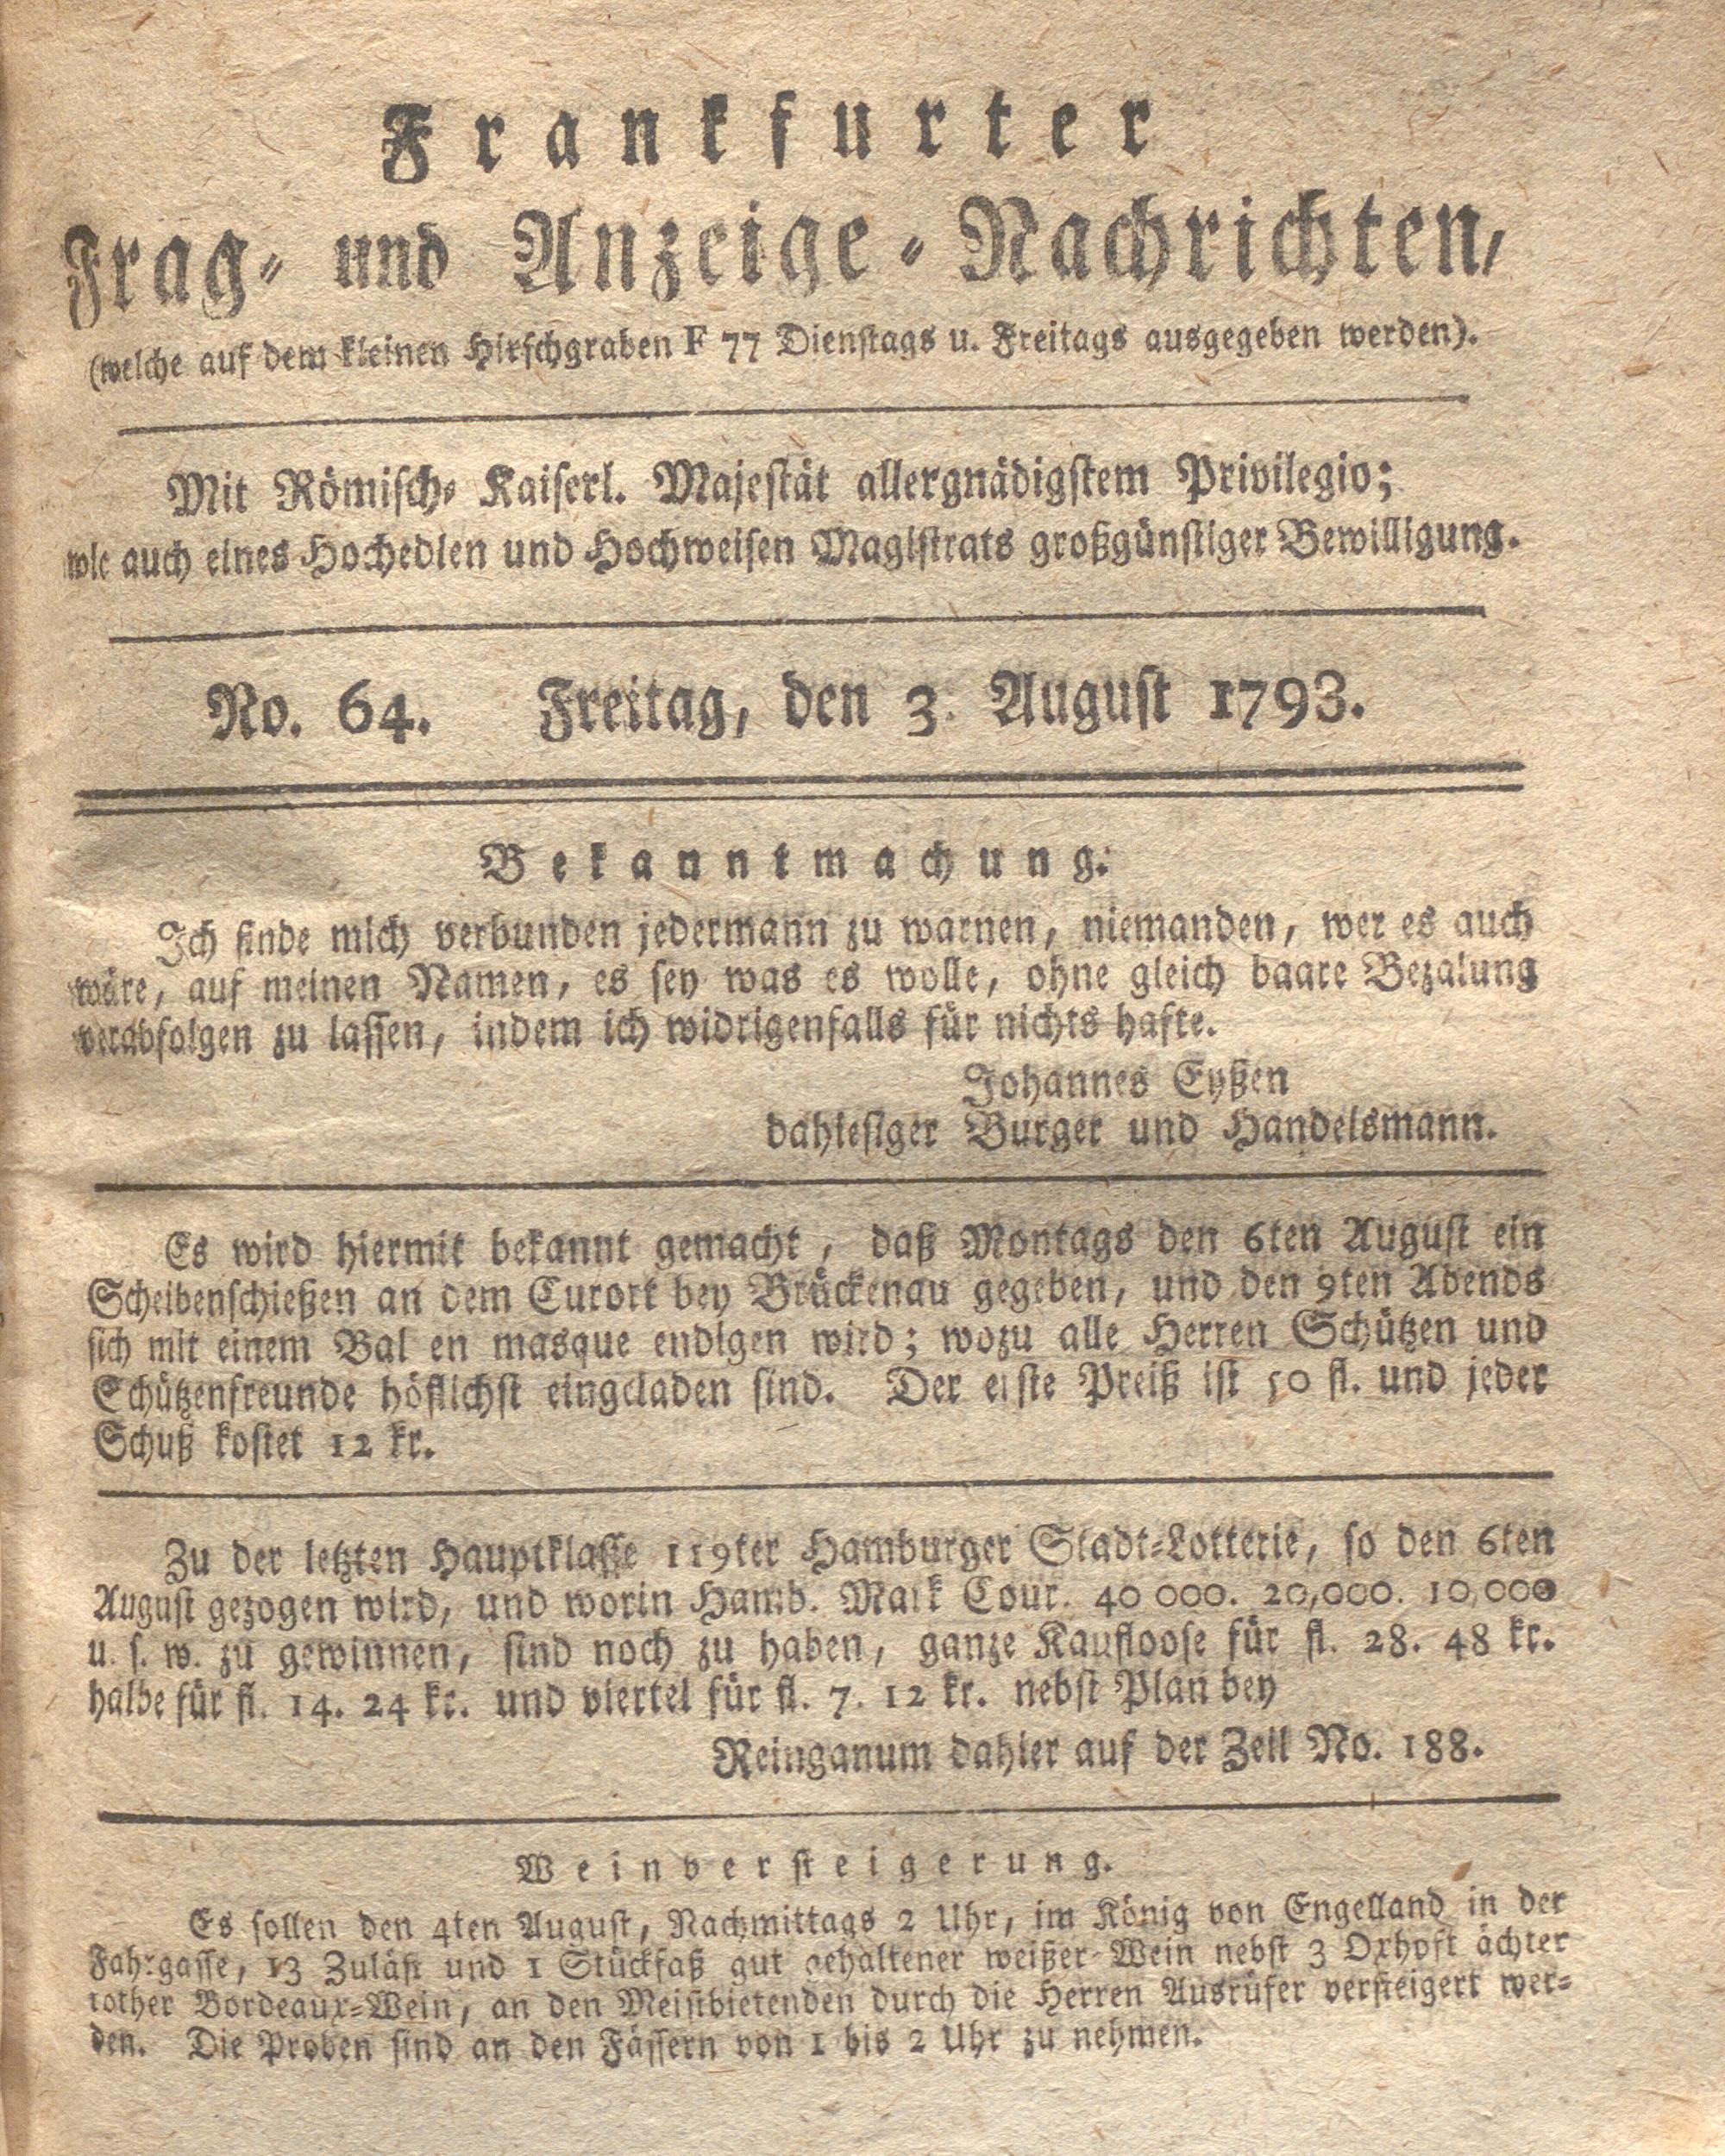 Frankfurter
Frag- und Anzeige-Nachrichten,
(welche auf dem kleinen Hirschgraben F 77 Dienstags u. Freitags ausgegeben werden).
Mit Römisch- Kaiserl. Majestät allergnädigstem Privilegio;
wie auch eines Hochedlen und Hochweisen Magistrats großgünstiger Bewilligung.
No. 64. Freitag, den 3. August 1793.
Bekanntmachung.
Ich finde mich verbunden jedermann zu warnen, niemanden, wer es auch
wäre, auf meinen Namen, es sey was es wolle, ohne gleich baare Bezalung
verabfolgen zu lassen, indem ich widrigenfalls für nichts hafte.
Johannes Eyßen
dahiesiger Burger und Handelsmann.
Es wird hiermit bekannt gemacht, daß Montags den 6ten August ein
Scheibenschießen an dem Curort bey Brückenau gegeben, und den 9ten Abends
sich mit einem Bal en masque endigen wird; wozu alle Herren Schützen und
Schützenfreunde höflichst eingeladen sind. Der erste Preiß ist 50 fl. und jeder
Schuß kostet 12 kr.
Zu der letzten Hauptklasse 119ter Hamburger Stadt-Lotterie, so den 6ten
August gezogen wird, und worin Hamb. Mark Cour. 40 000. 20,000. 10,000
u. s. w. zu gewinnen, sind noch zu haben, ganze Kaufloose für fl. 28. 48 kr.
halbe für fl. 14. 24 kr. und viertel für fl. 7. 12 kr. nebst Plan bey
Reinganum dahier auf der Zeil No. 188.
Weinversteigerung.
Es sollen den 4ten August, Nachmittags 2 Uhr, im König von Engelland in der
Fahrgasse, 13 Zuläst und 1 Stückfaß gut gehaltener weißer Wein nebst 3 Oxhoft ächter
rother Bordeaux-Wein, an den Meistbietenden durch die Herren Ausrüfer versteigert wer-
den. Die Proben sind an den Fässern von 1 bis 2 Uhr zu nehmen.